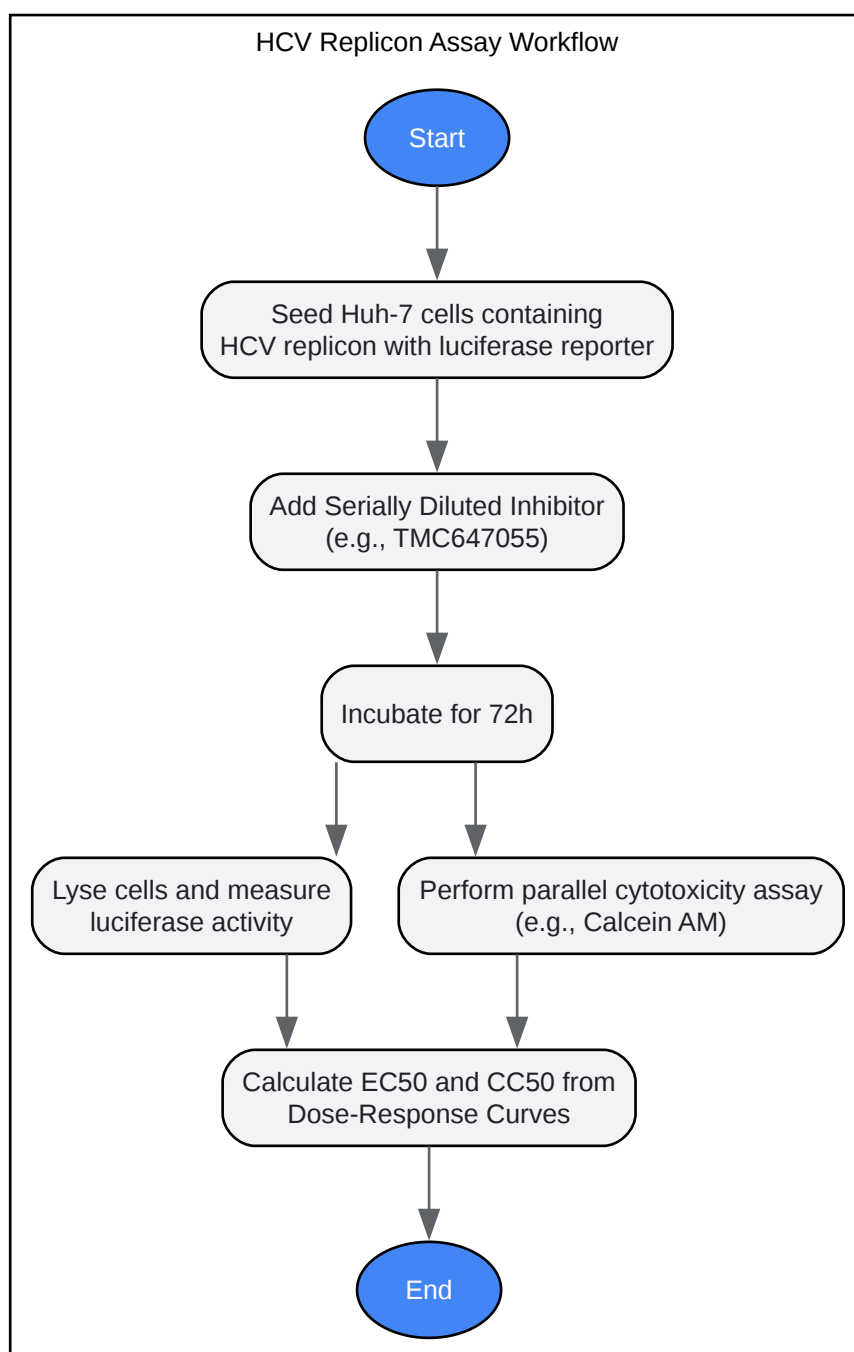 HCV Replicon Assay Workflow
Start
Seed Huh-7 cells containing
HCV replicon with luciferase reporter
Add Serially Diluted Inhibitor
(e.g., TMC647055)
Incubate for 72h
Lyse cells and measure
luciferase activity
Perform parallel cytotoxicity assay
(e.g., Calcein AM)
Calculate EC50 and CC50 from
Dose-Response Curves
End